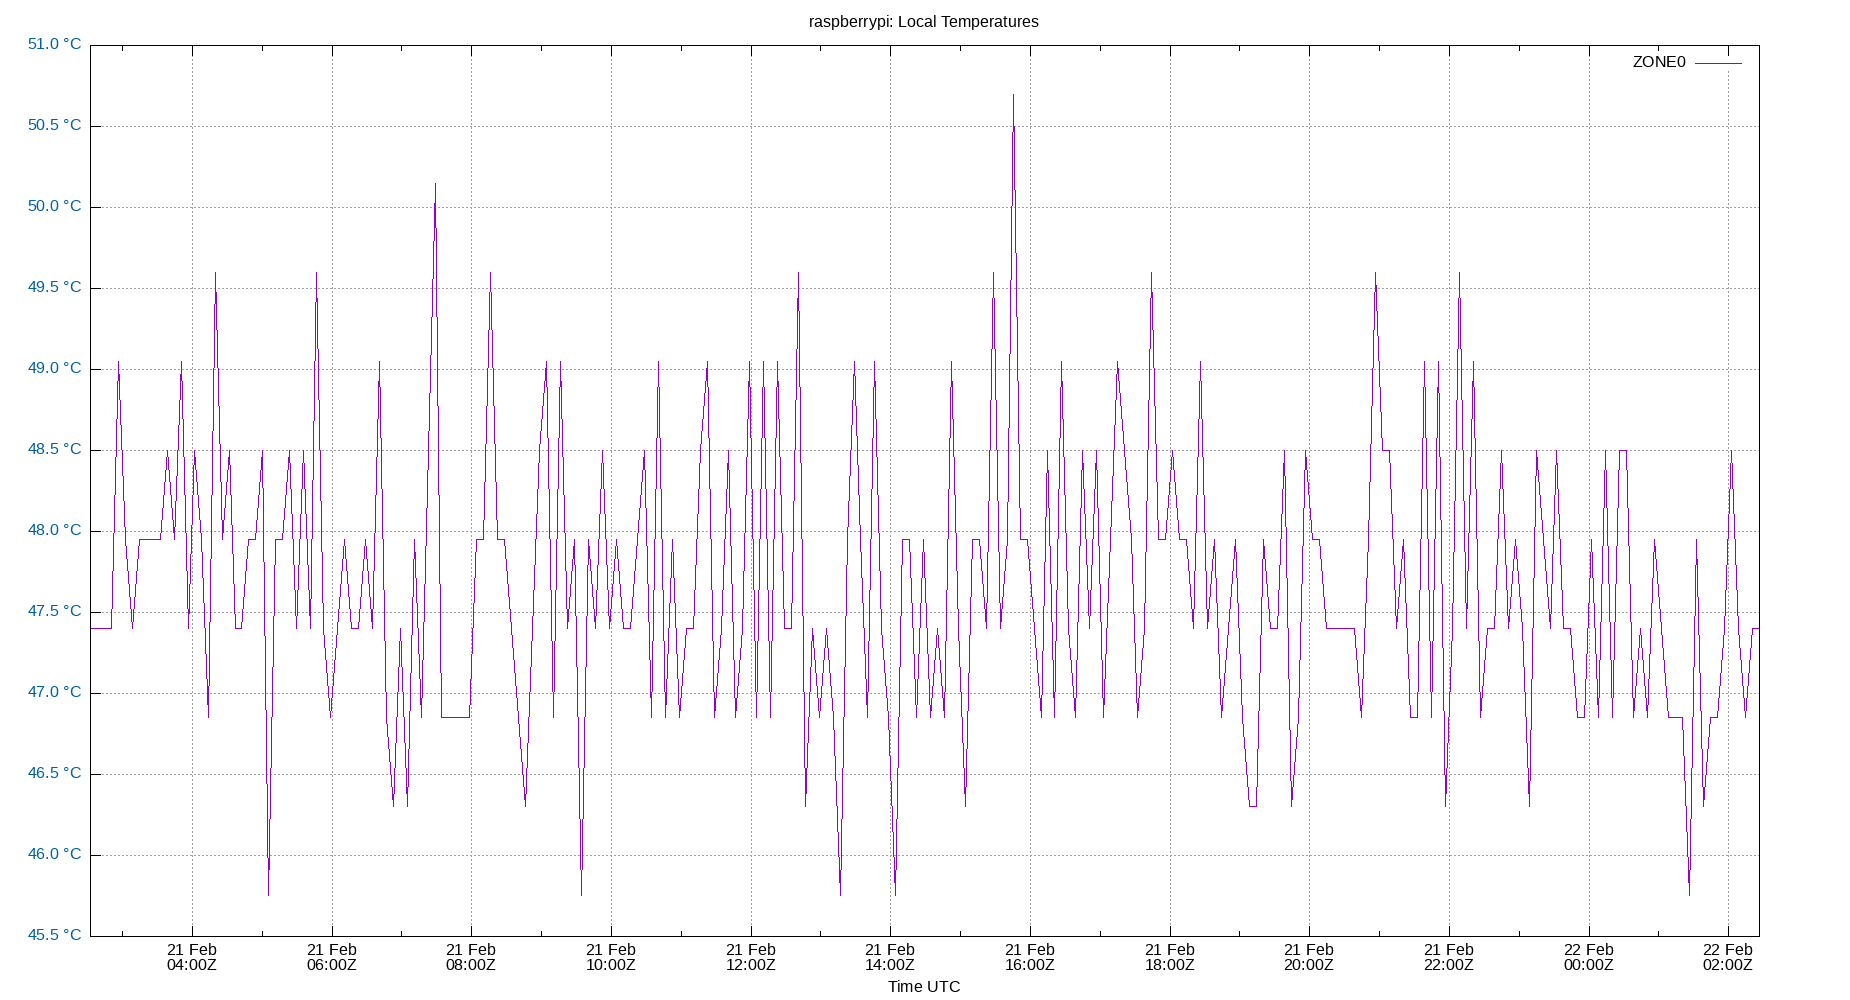 raspberrypi: Local Temperatures
51.0 °C
ZONE0
50.5 °C
50.0 °C
49.5 °C
49.0 °C
48.5 °C
48.0 °C
47.5 °C
47.0 °C
46.5 °C
46.0 °C
45.5 °C
21 Feb 21 Feb 21 Feb 21 Feb 21 Feb 21 Feb 21 Feb 21 Feb 21 Feb 21 Feb 22 Feb 22 Feb
04:00Z 06:00Z 08:00Z 10:00Z 12:00Z 14:00Z 16:00Z 18:00Z 20:00Z 22:00Z 00:00Z 02:00Z
Time UTC